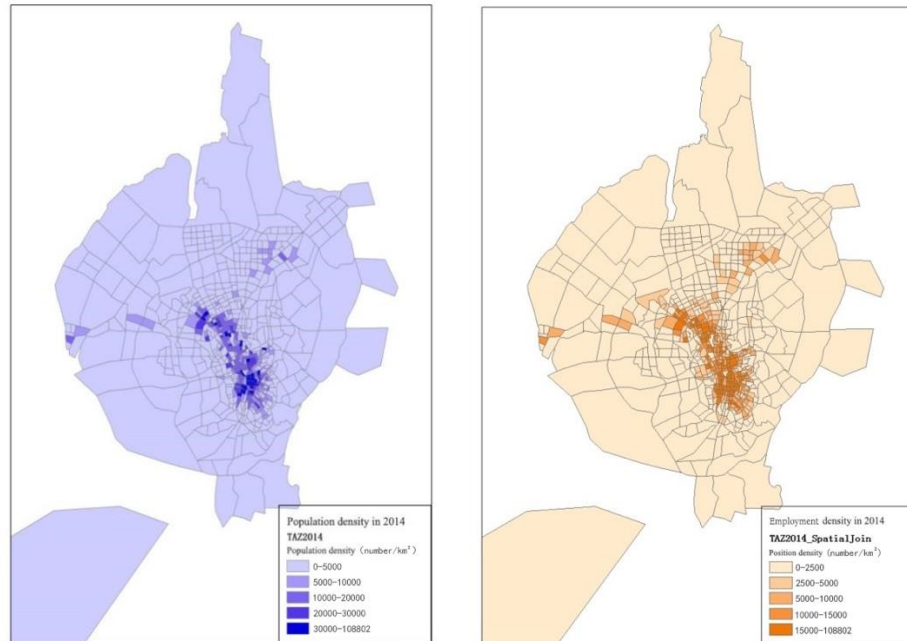 Population density in 2014
TAZ2014
Population density (number/km²)
0-5000
5000-10000
10000-20000
20000-30000
30000-108802
Employment density in 2014
TAZ2014_SpatialJoin
Position density (number/km²)
0-2500
2500-5000
5000-10000
10000-15000
15000-108802